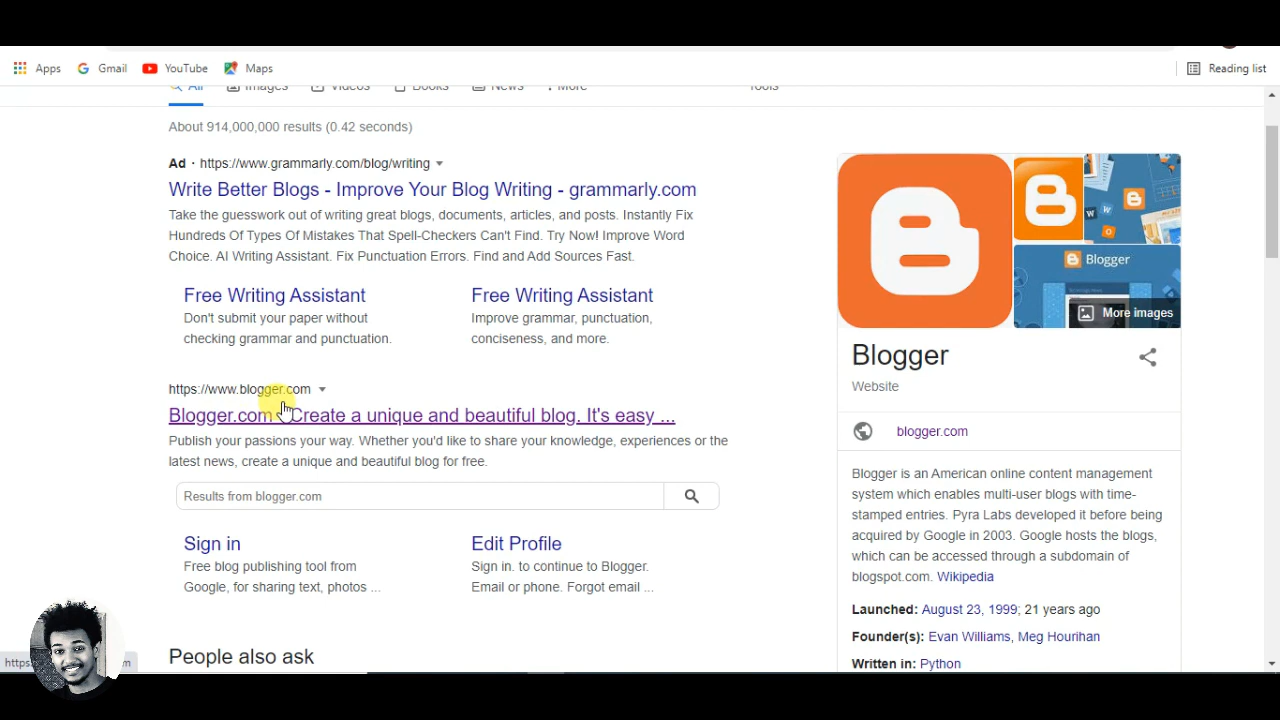 Apps Gmail YouTube Maps Reading list
All Images Videos Books News More Tools
About 914,000,000 results (0.42 seconds)
Ad · https://www.grammarly.com/blog/writing
Write Better Blogs - Improve Your Blog Writing - grammarly.com
Take the guesswork out of writing great blogs, documents, articles, and posts. Instantly Fix
Hundreds Of Types Of Mistakes That Spell-Checkers Can't Find. Try Now! Improve Word
Choice. AI Writing Assistant. Fix Punctuation Errors. Find and Add Sources Fast.
Free Writing Assistant
Don't submit your paper without
checking grammar and punctuation.
Free Writing Assistant
Improve grammar, punctuation,
conciseness, and more.
https://www.blogger.com
Blogger.com - Create a unique and beautiful blog. It's easy ...
Publish your passions your way. Whether you'd like to share your knowledge, experiences or the
latest news, create a unique and beautiful blog for free.
Results from blogger.com
Sign in
Free blog publishing tool from
Google, for sharing text, photos ...
Edit Profile
Sign in. to continue to Blogger.
Email or phone. Forgot email ...
People also ask
Blogger
More images
Blogger
Website
blogger.com
Blogger is an American online content management
system which enables multi-user blogs with time-
stamped entries. Pyra Labs developed it before being
acquired by Google in 2003. Google hosts the blogs,
which can be accessed through a subdomain of
blogspot.com. Wikipedia
Launched: August 23, 1999; 21 years ago
Founder(s): Evan Williams, Meg Hourihan
Written in: Python